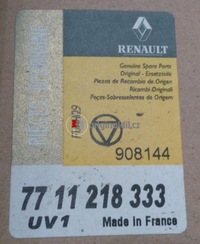 RENAULT
Genuine Spare Parts
Original - Ersatzteile
Piezas de Recambio de Origen
Ricambi Originali
Peças-Sobresselentes de Origem
908144
77 11 218 333
UV1 Made in France